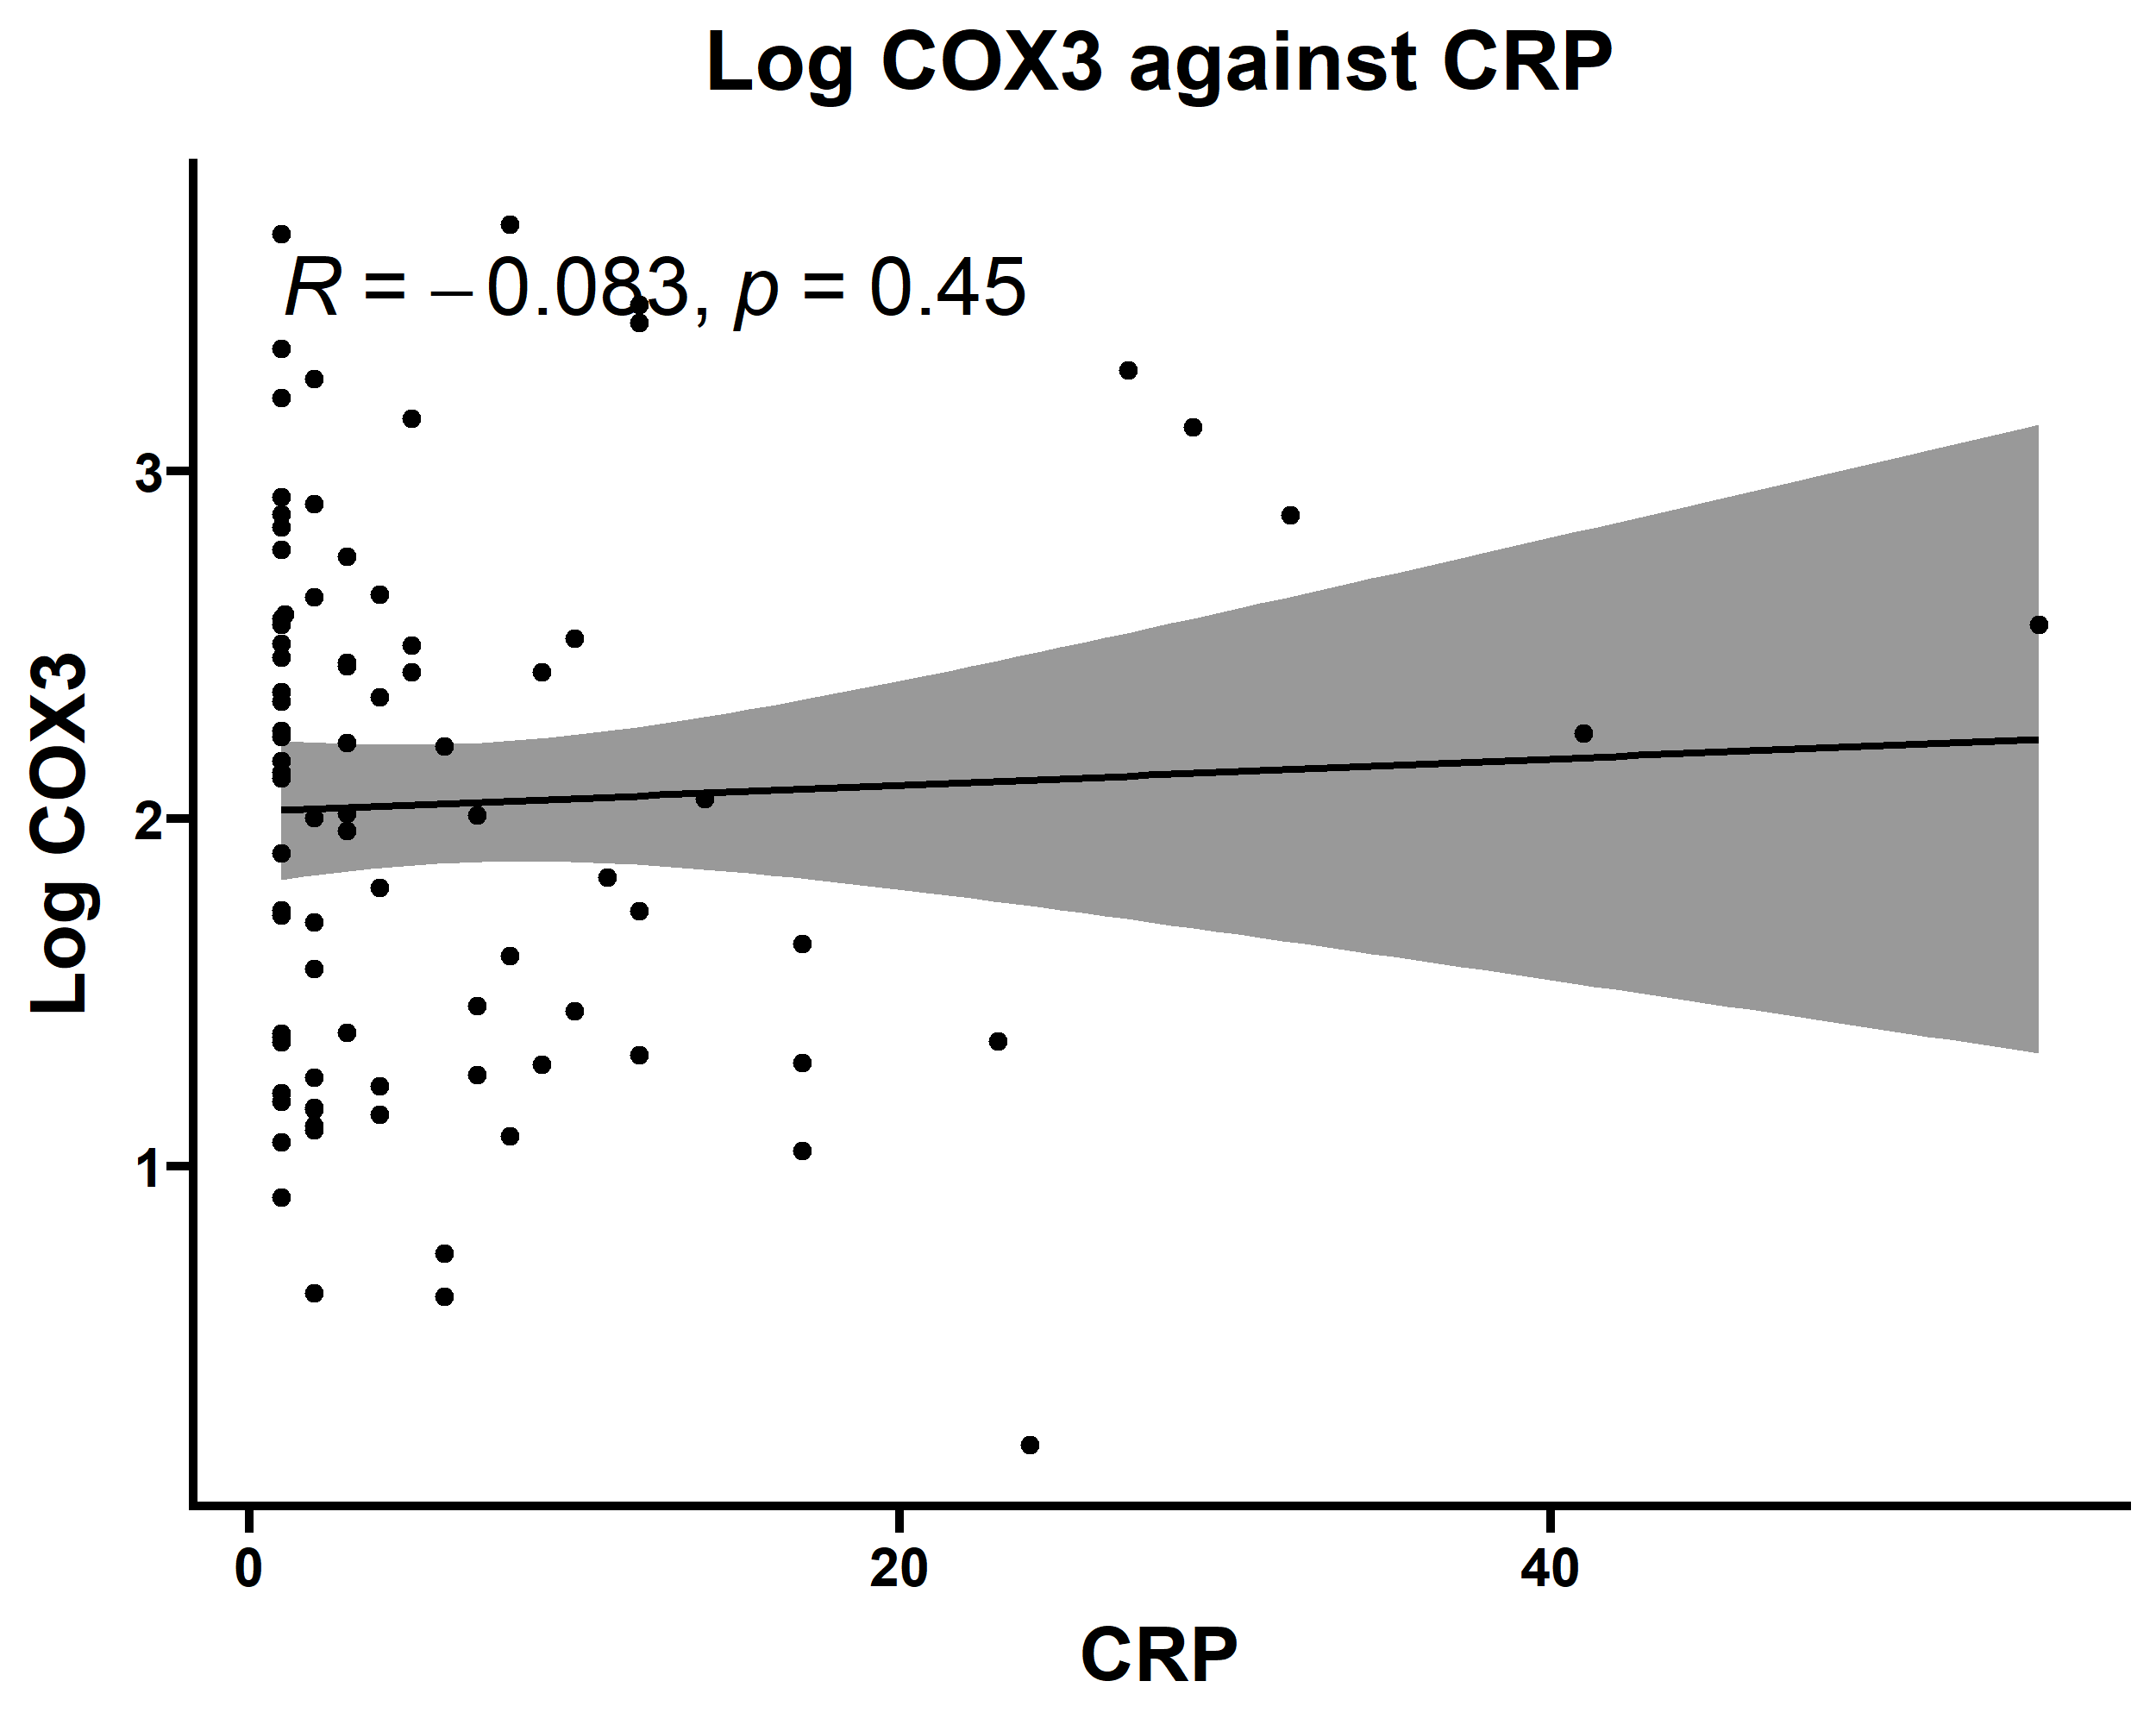 Log COX3 against CRP
R = –0.083, p = 0.45
Log COX3
3
2
1
0 20 40
CRP